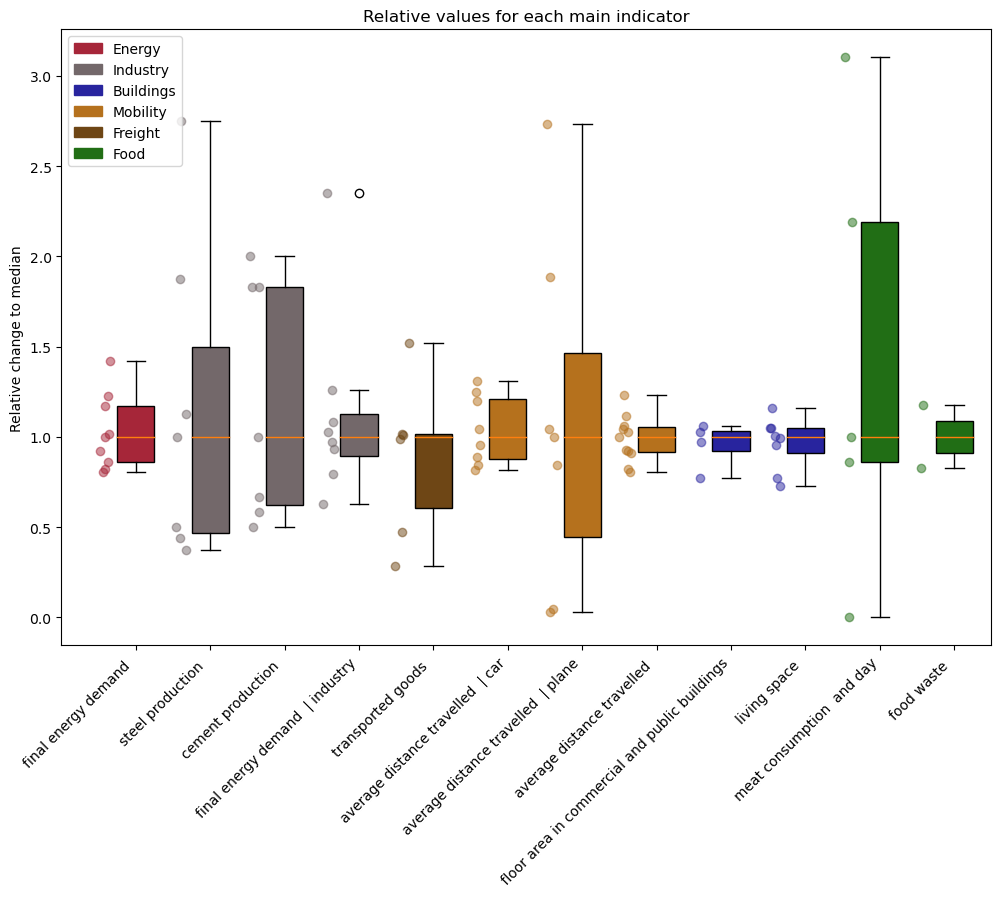 Relative values for each main indicator
Energy
Industry
Buildings
Mobility
Freight
Food
Relative change to median
3.0
2.5
2.0
1.5
1.0
0.5
0.0
final energy demand
steel production
cement production
final energy demand | industry
transported goods
average distance travelled | car
average distance travelled | plane
average distance travelled
floor area in commercial and public buildings
living space
meat consumption and day
food waste